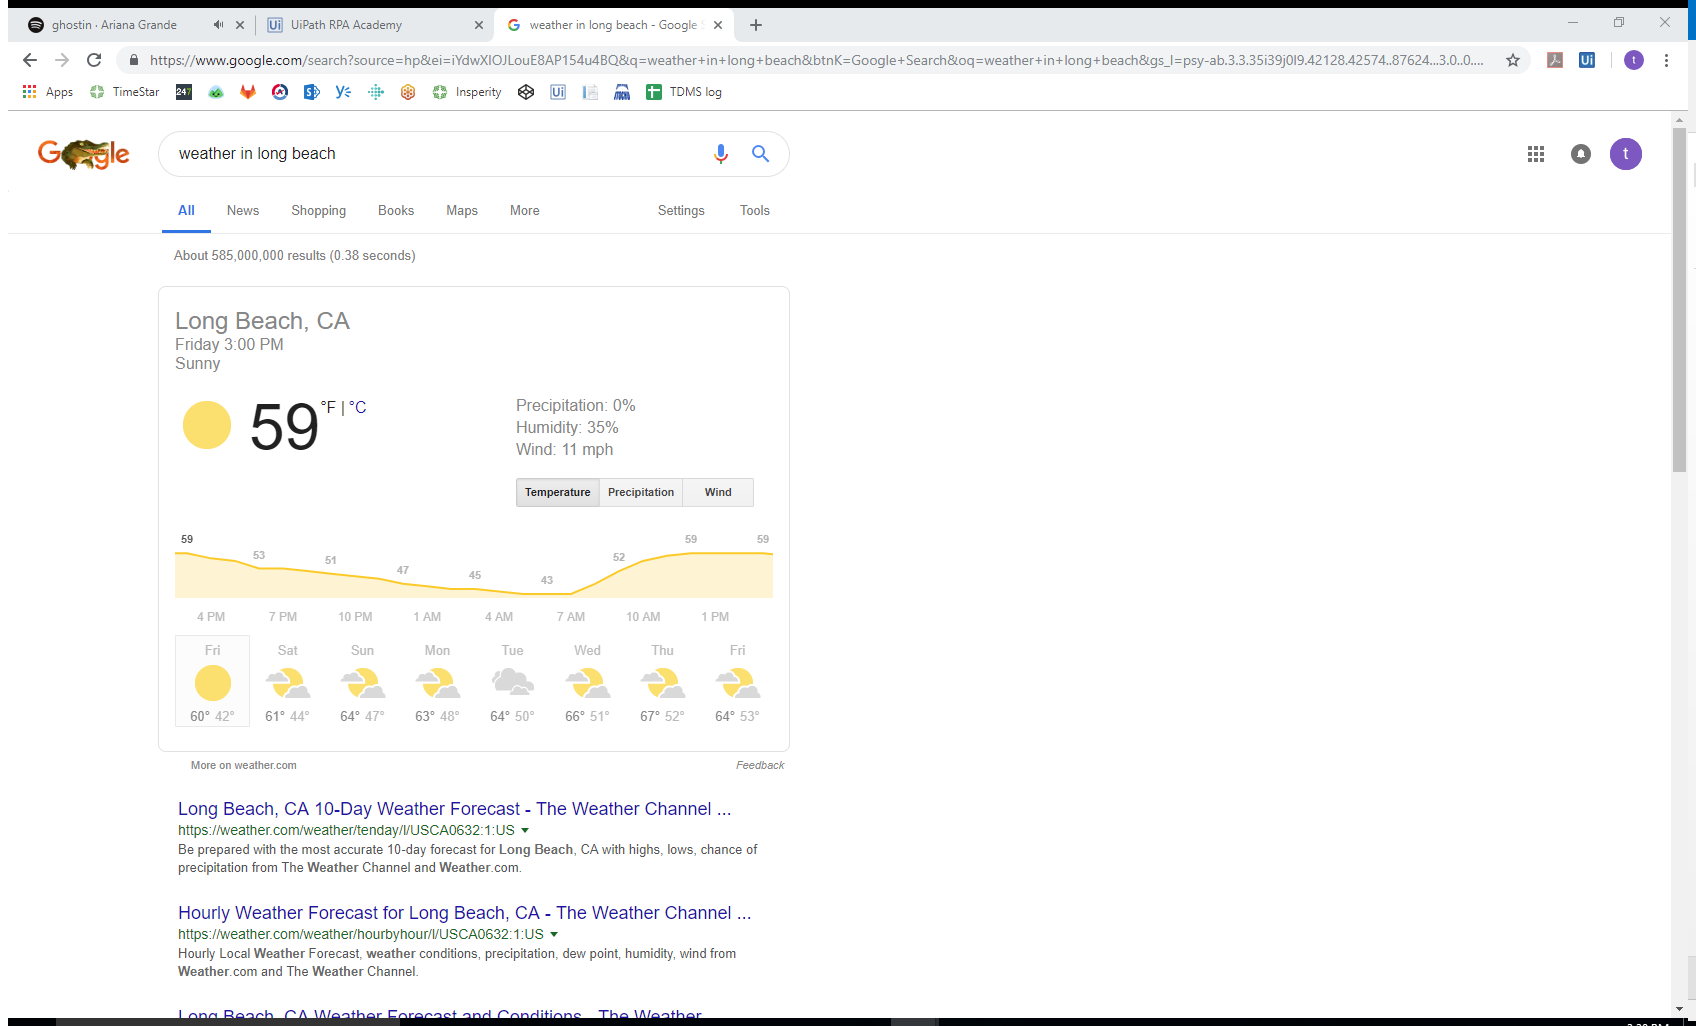 ghostin · Ariana Grande
UiPath RPA Academy
weather in long beach - Google
https://www.google.com/search?source=hp&ei=iYdwXIOJLouE8AP154u4BQ&q=weather+in+long+beach&btnK=Google+Search&oq=weather+in+long+beach&gs_l=psy-ab.3.3.35i39j0l9.42128.42574..87624...3.0..0....
t
Apps
TimeStar
247
Insperity
Ui
TDMS log
Google
weather in long beach
t
All News Shopping Books Maps More Settings Tools
About 585,000,000 results (0.38 seconds)
Long Beach, CA
Friday 3:00 PM
Sunny
59 °F | °C
Precipitation: 0%
Humidity: 35%
Wind: 11 mph
Temperature Precipitation Wind
59 53 51 47 45 43 52 59 59
4 PM 7 PM 10 PM 1 AM 4 AM 7 AM 10 AM 1 PM
Fri Sat Sun Mon Tue Wed Thu Fri
60° 42° 61° 44° 64° 47° 63° 48° 64° 50° 66° 51° 67° 52° 64° 53°
More on weather.com Feedback
Long Beach, CA 10-Day Weather Forecast - The Weather Channel ...
https://weather.com/weather/tenday/l/USCA0632:1:US
Be prepared with the most accurate 10-day forecast for Long Beach, CA with highs, lows, chance of
precipitation from The Weather Channel and Weather.com.
Hourly Weather Forecast for Long Beach, CA - The Weather Channel ...
https://weather.com/weather/hourbyhour/l/USCA0632:1:US
Hourly Local Weather Forecast, weather conditions, precipitation, dew point, humidity, wind from
Weather.com and The Weather Channel.
Long Beach, CA Weather Forecast and Conditions - The Weather